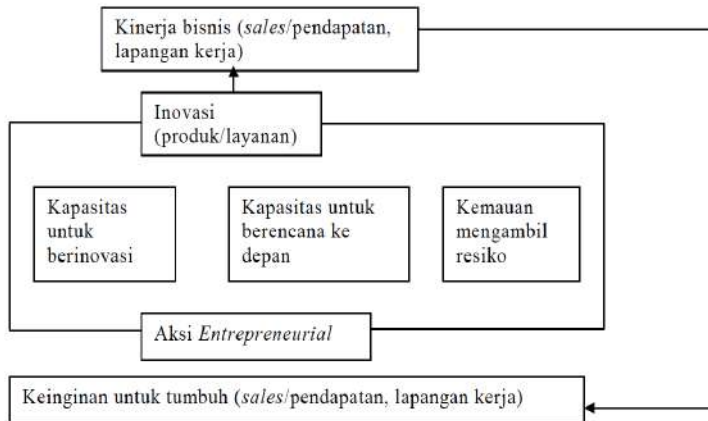 Kinerja bisnis (sales/pendapatan,
lapangan kerja)
Inovasi
(produk/layanan)
Kapasitas
untuk
berinovasi
Kapasitas untuk
berencana ke
depan
Kemauan
mengambil
resiko
Aksi Entrepreneurial
Keinginan untuk tumbuh (sales/pendapatan, lapangan kerja)